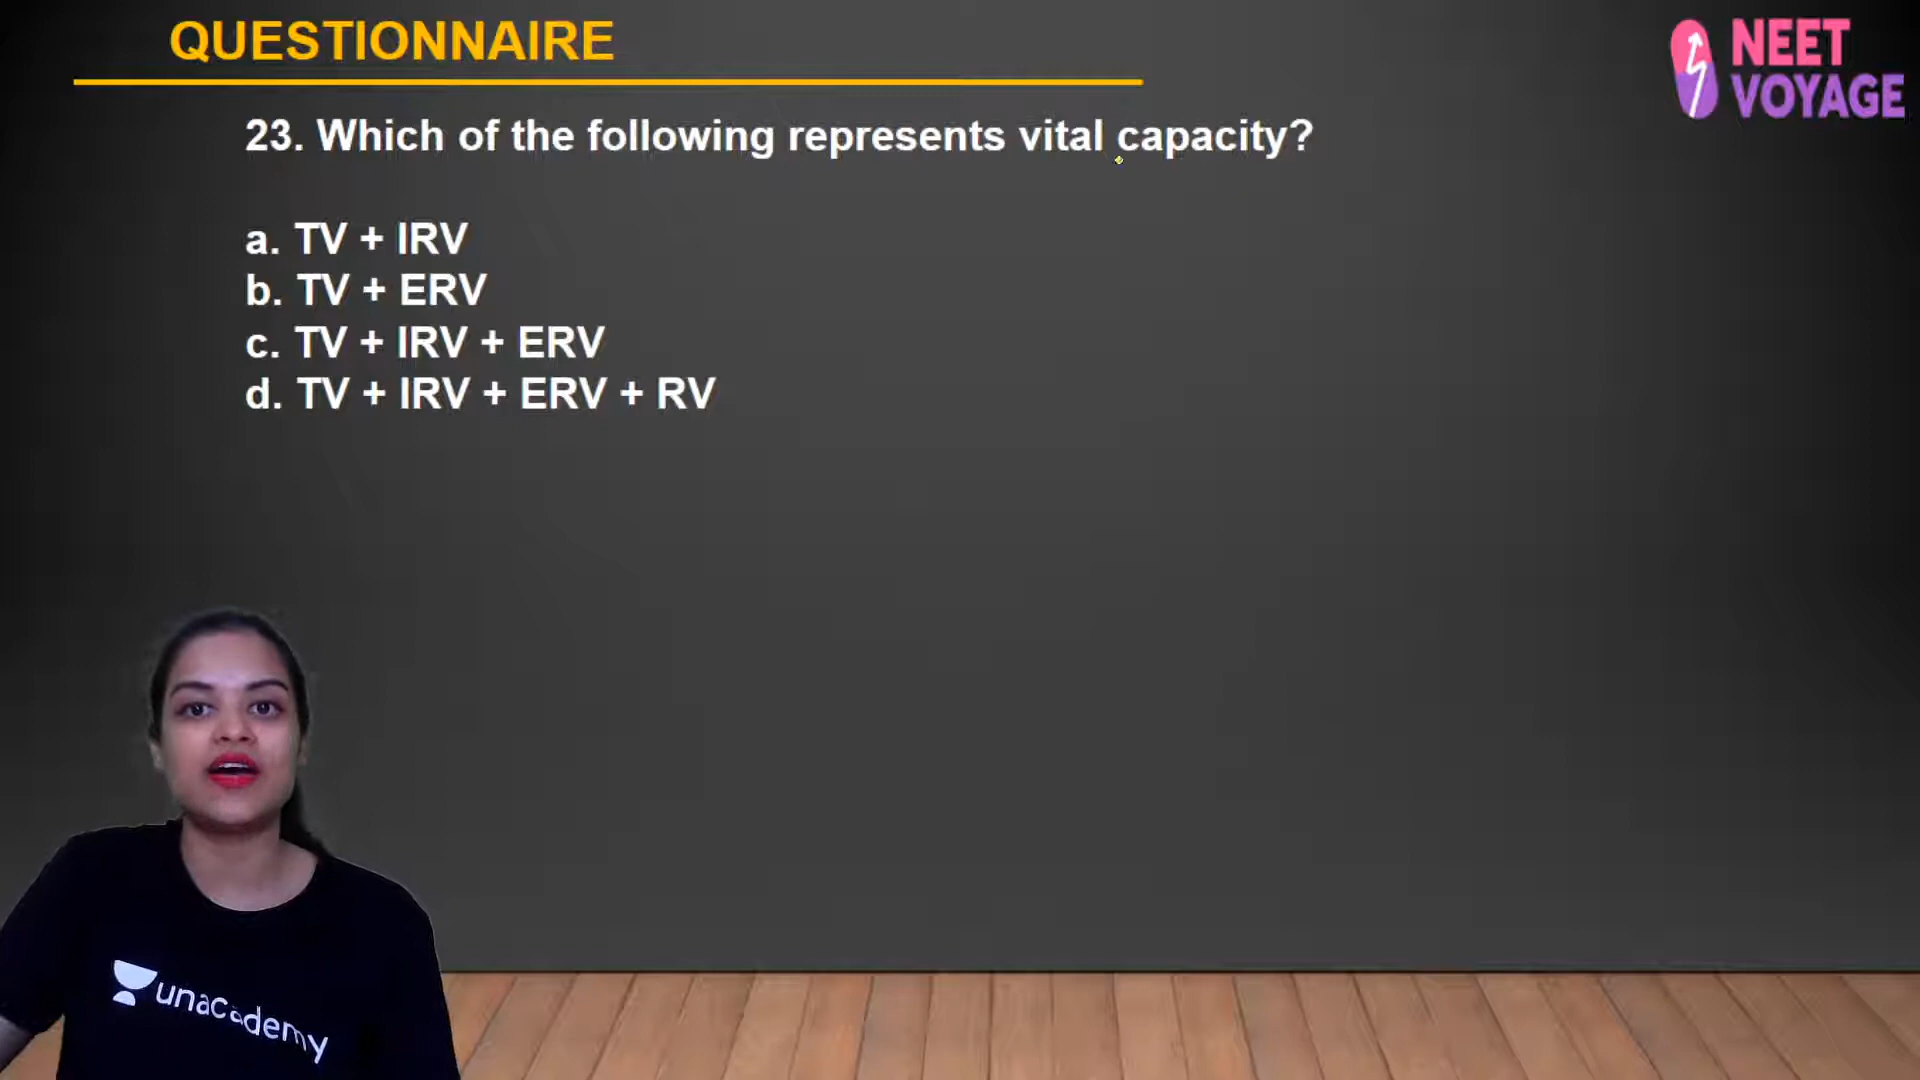 QUESTIONNAIRE
NEET
VOYAGE
23. Which of the following represents vital capacity?
a. TV + IRV
b. TV + ERV
c. TV + IRV + ERV
d. TV + IRV + ERV + RV
unacademy